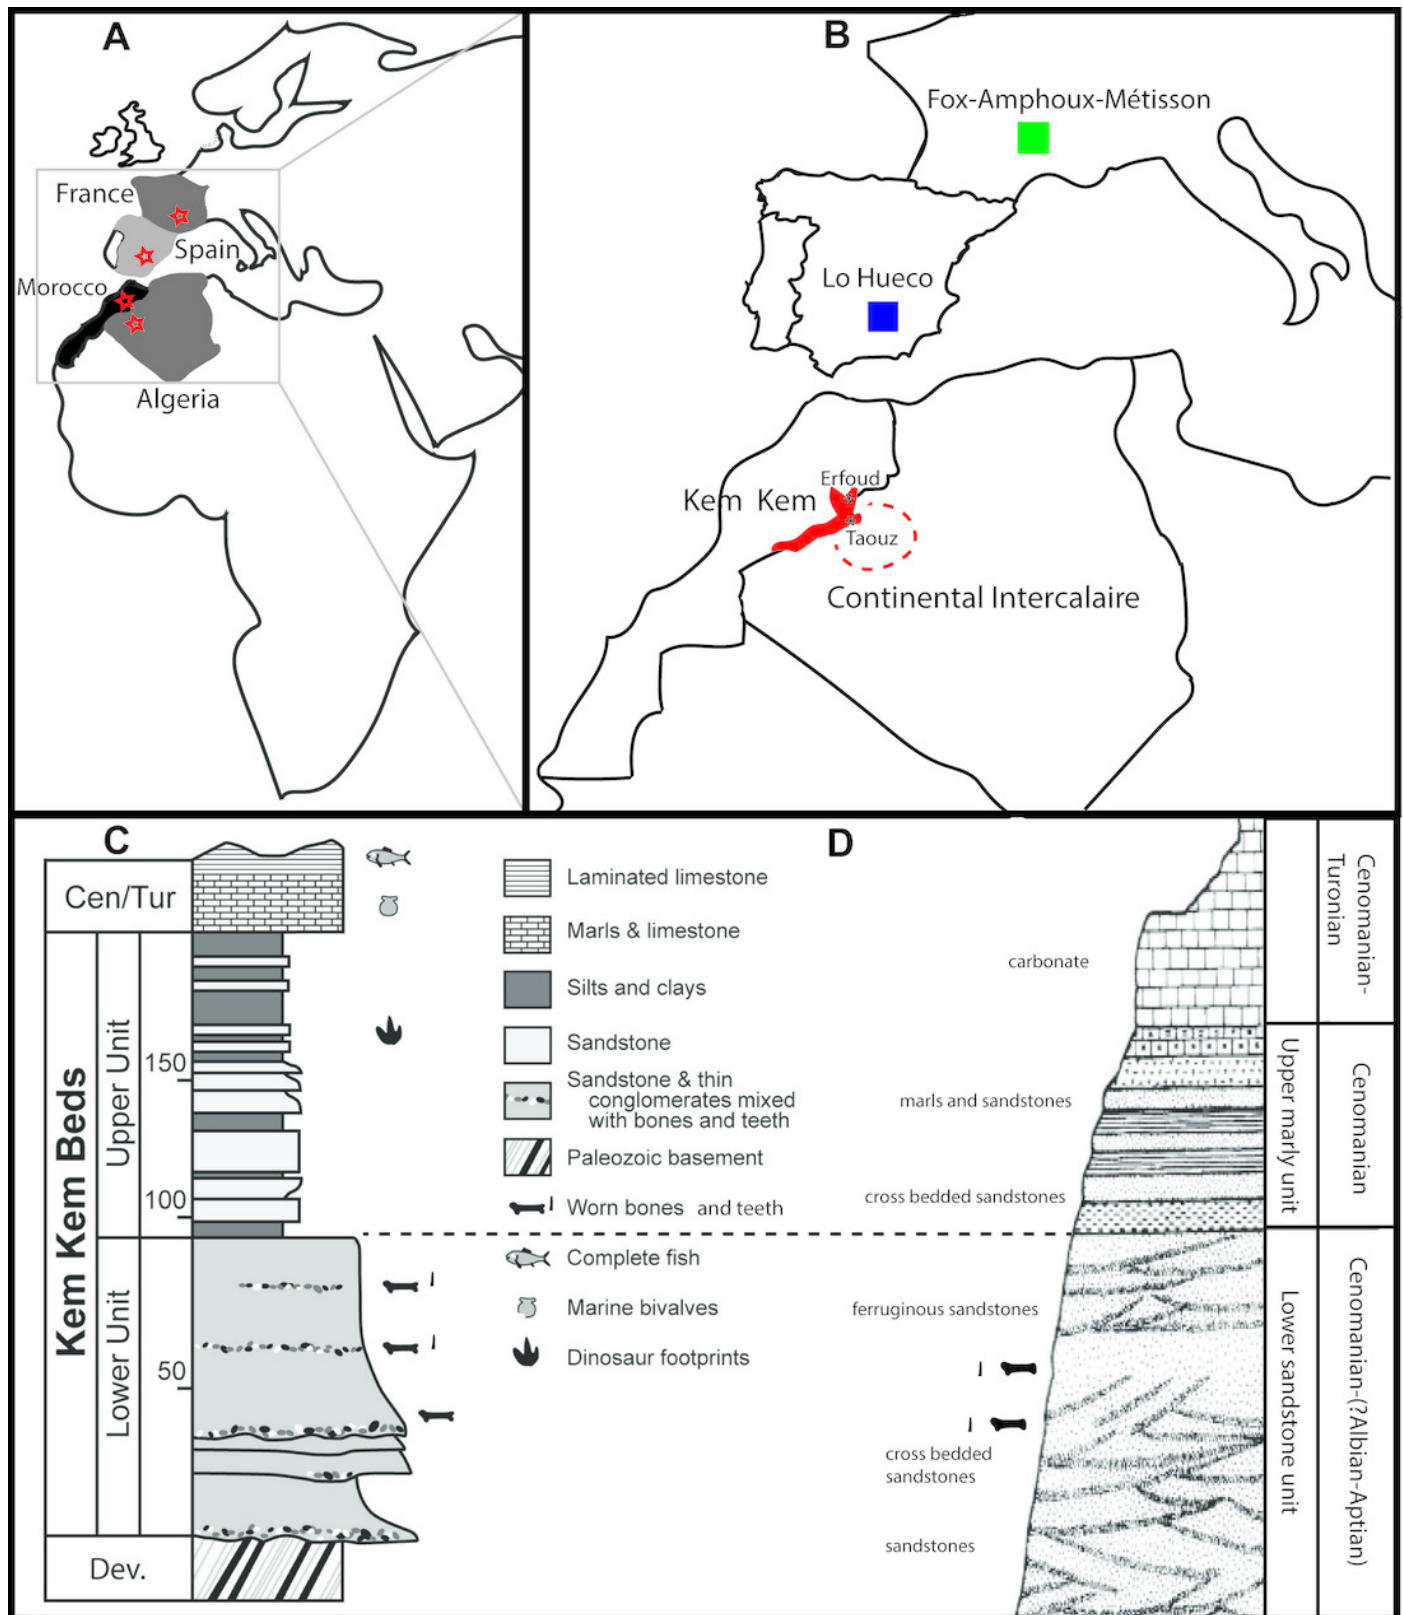 A
France
Spain
Morocco
Algeria
B
Fox-Amphoux-Métisson
Lo Hueco
Erfoud
Kem Kem
Taouz
Continental Intercalaire
C
Cen/Tur
Kem Kem Beds
Upper Unit
150
100
Lower Unit
50
Dev.
Laminated limestone
Marls & limestone
Silts and clays
Sandstone
Sandstone & thin
conglomerates mixed
with bones and teeth
Paleozoic basement
Worn bones and teeth
Complete fish
Marine bivalves
Dinosaur footprints
D
carbonate
marls and sandstones
cross bedded sandstones
ferruginous sandstones
cross bedded
sandstones
sandstones
Cenomanian-
Turonian
Upper marly unit
Cenomanian
Lower sandstone unit
Cenomanian-(?Albian-Aptian)